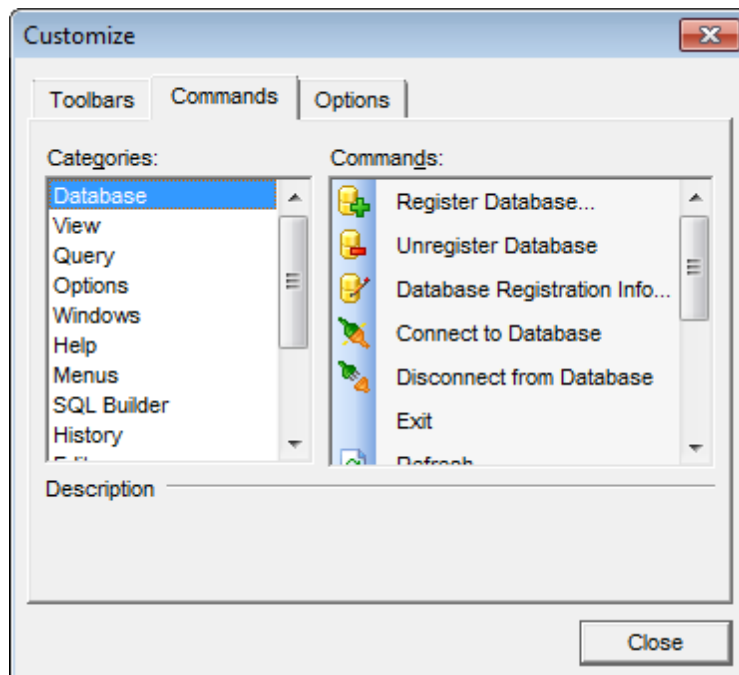 Customize
Toolbars
Commands
Options
Categories:
Database
View
Query
Options
Windows
Help
Menus
SQL Builder
History
Commands:
Register Database...
Unregister Database
Database Registration Info...
Connect to Database
Disconnect from Database
Exit
Refresh
Description
Close